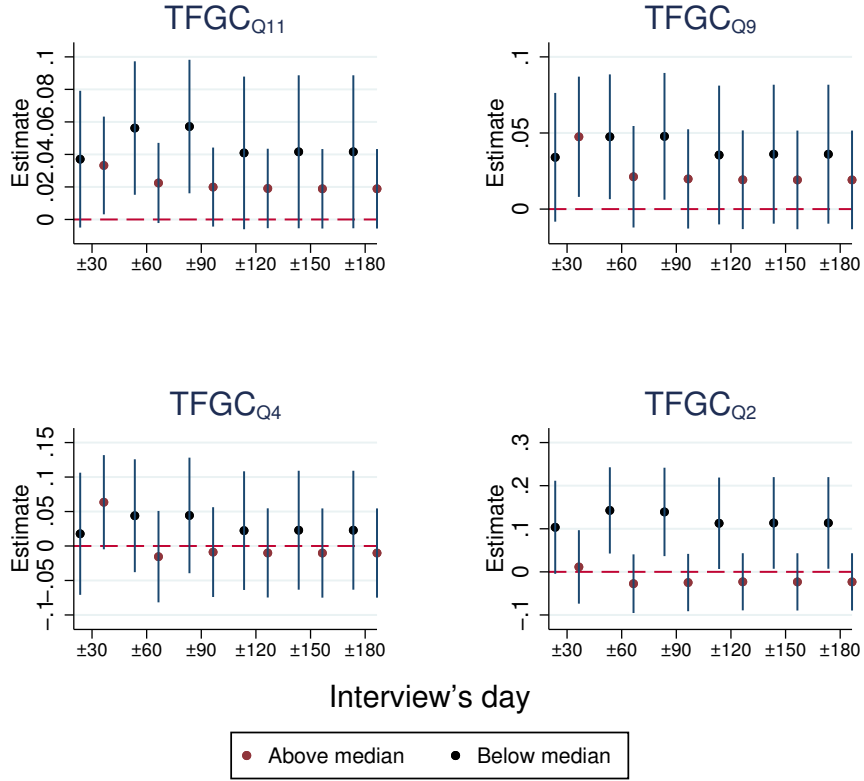 TFGC_Q11
Estimate
0 .02 .04 .06 .08 .1
±30 ±60 ±90 ±120 ±150 ±180
TFGC_Q9
Estimate
0 .05 .1
±30 ±60 ±90 ±120 ±150 ±180
TFGC_Q4
Estimate
−.1 −.05 0 .05 .1 .15
±30 ±60 ±90 ±120 ±150 ±180
TFGC_Q2
Estimate
−.1 0 .1 .2 .3
±30 ±60 ±90 ±120 ±150 ±180
Interview's day
Above median Below median